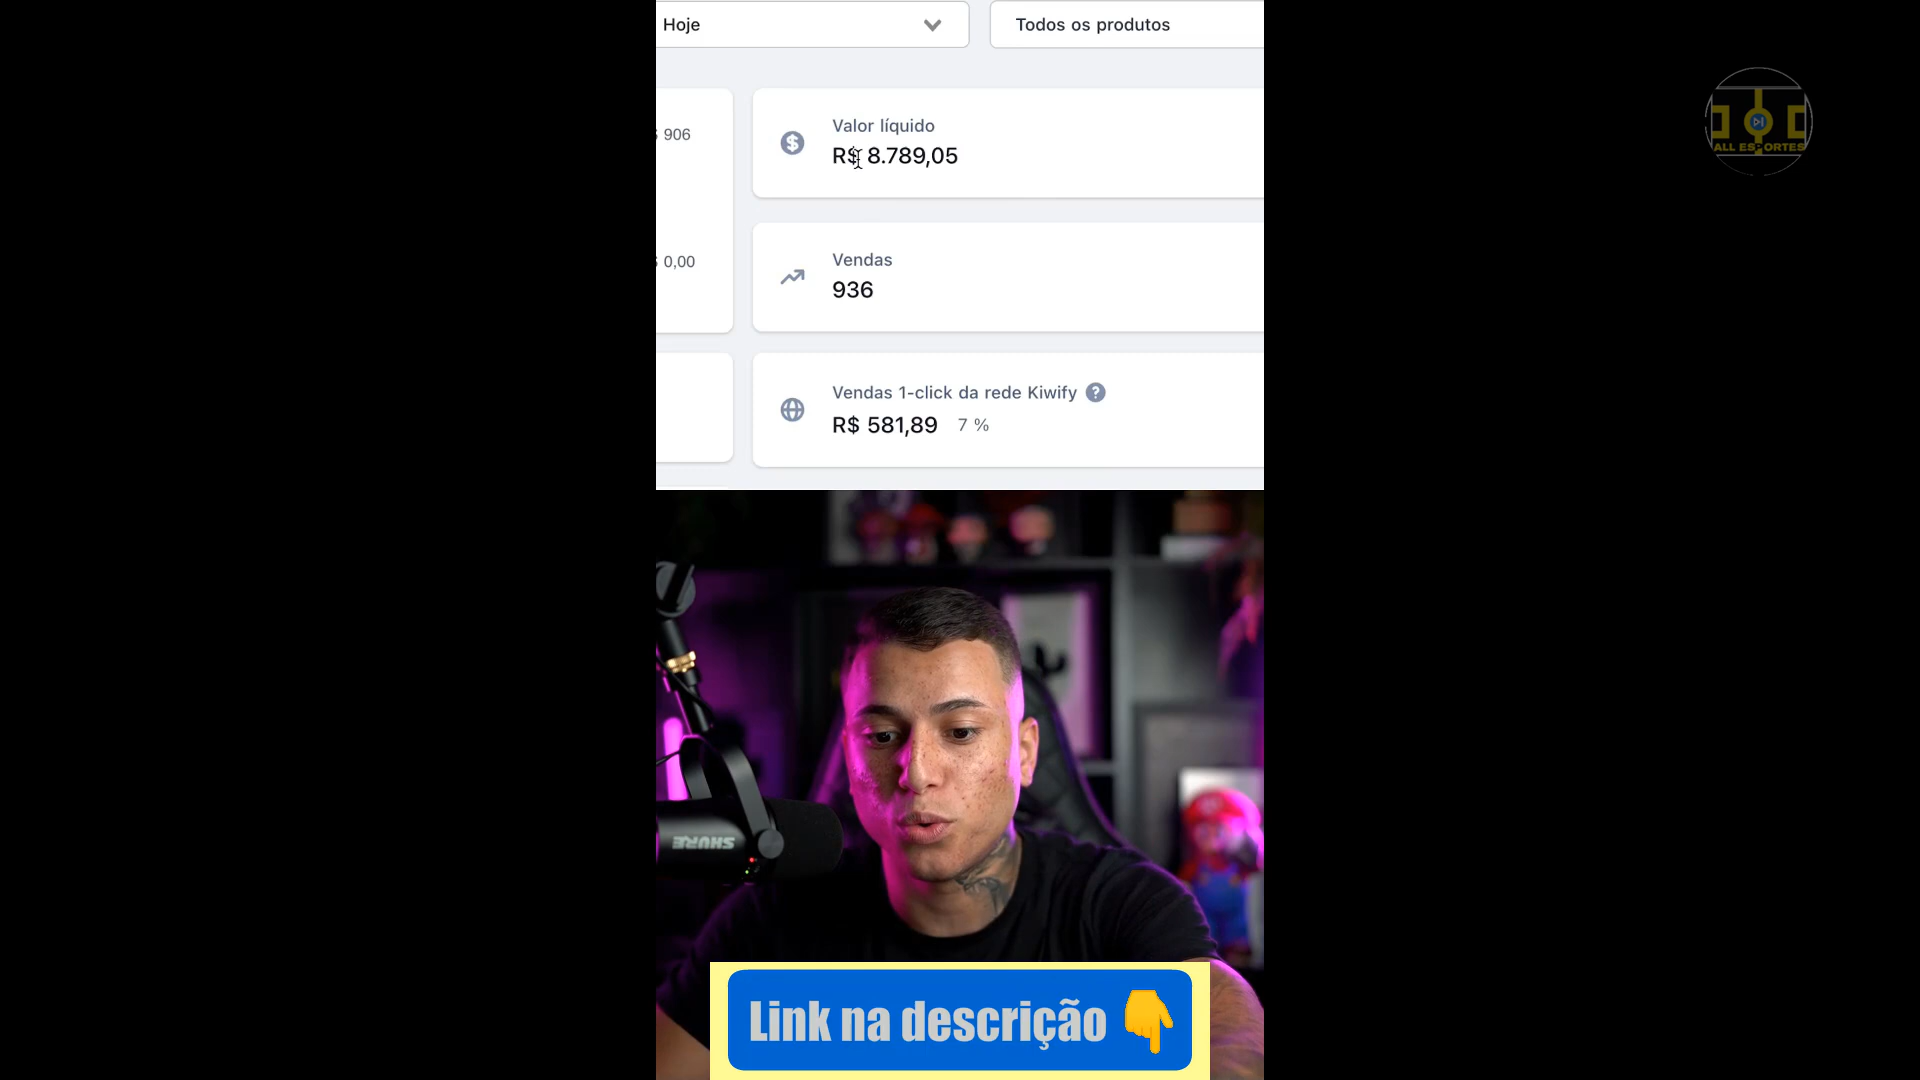 Hoje
Todos os produtos
906
Valor líquido
R$ 8.789,05
Vendas
936
0,00
Vendas 1-click da rede Kiwify ?
R$ 581,89 7 %
ALL ESPORTES
SHURE
Link na descrição